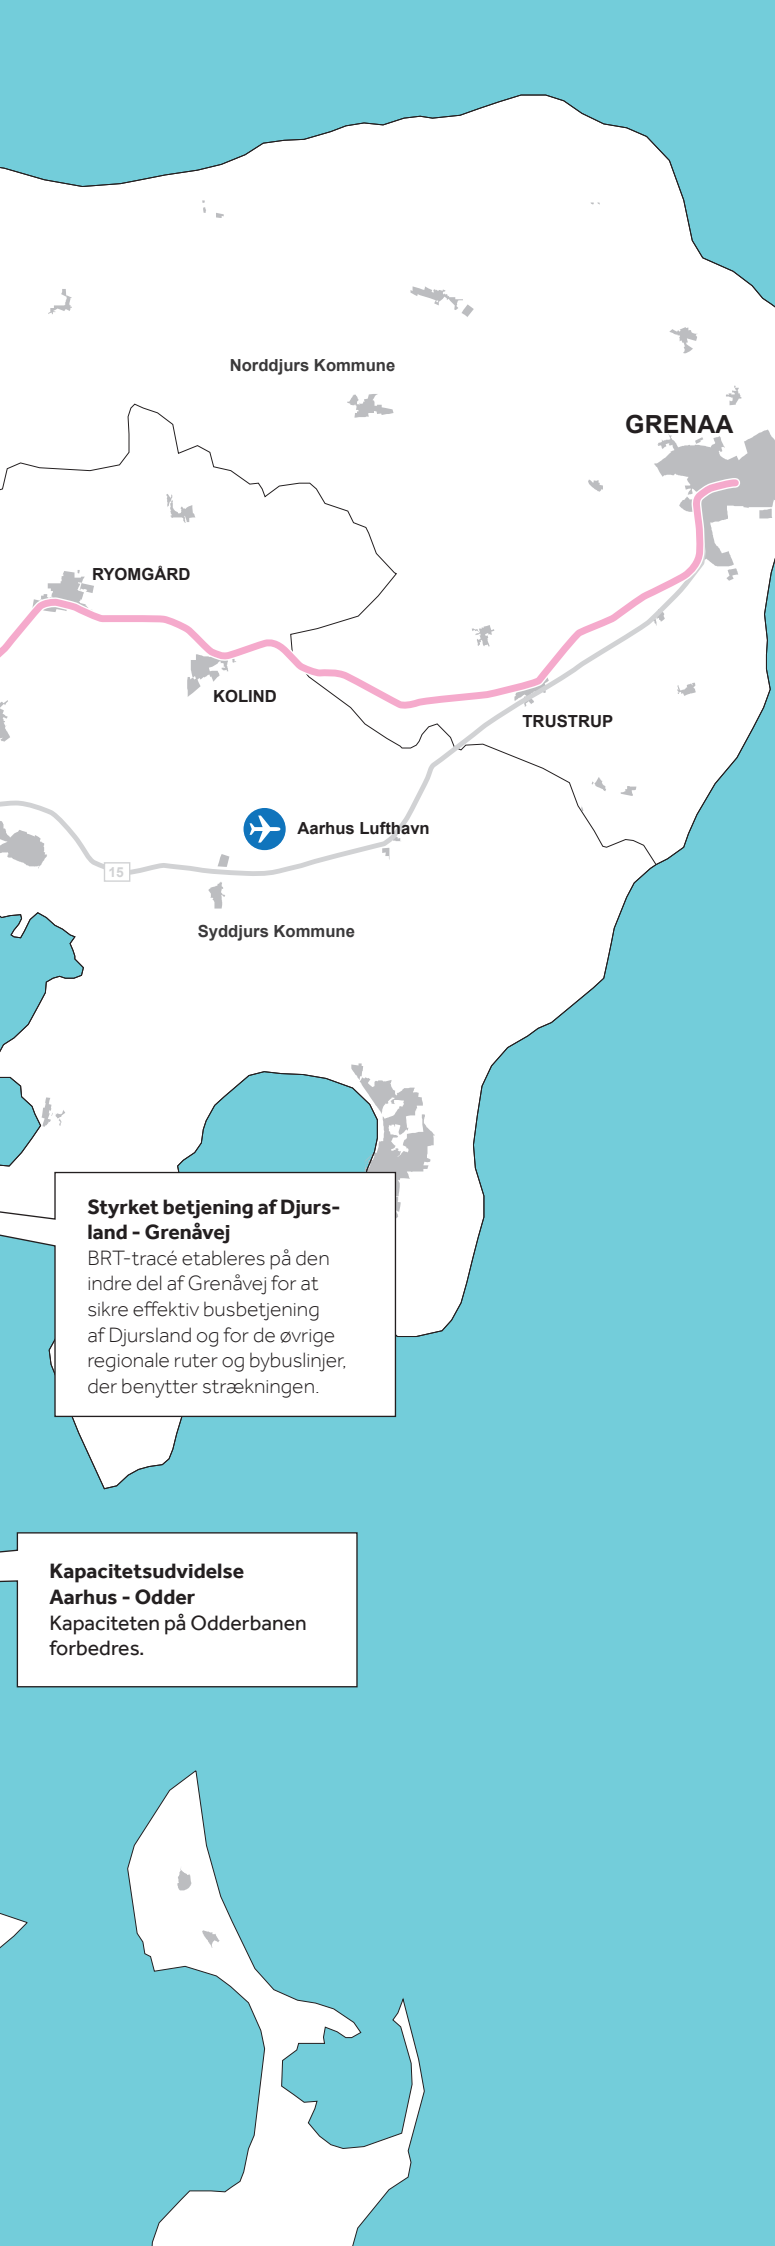 Norddjurs Kommune
GRENAA
RYOMGÅRD
KOLIND
TRUSTRUP
Aarhus Lufthavn
15
Syddjurs Kommune
Styrket betjening af Djurs-
land - Grenåvej
BRT-tracé etableres på den
indre del af Grenåvej for at
sikre effektiv busbetjening
af Djursland og for de øvrige
regionale ruter og bybuslinjer,
der benytter strækningen.
Kapacitetsudvidelse
Aarhus - Odder
Kapaciteten på Odderbanen
forbedres.